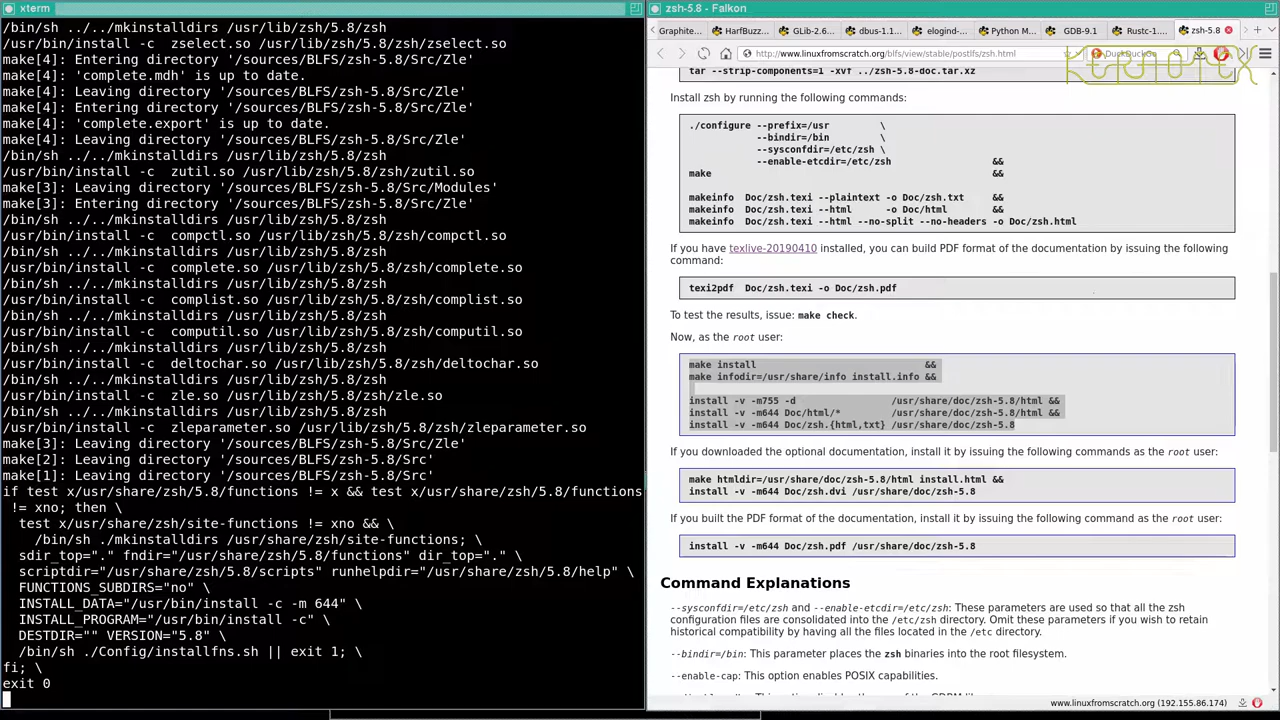 xterm
/bin/sh ../../mkinstalldirs /usr/lib/zsh/5.8/zsh
/usr/bin/install -c  zselect.so /usr/lib/zsh/5.8/zsh/zselect.so
make[4]: Entering directory '/sources/BLFS/zsh-5.8/Src/Zle'
make[4]: 'complete.mdh' is up to date.
make[4]: Leaving directory '/sources/BLFS/zsh-5.8/Src/Zle'
make[4]: Entering directory '/sources/BLFS/zsh-5.8/Src/Zle'
make[4]: 'complete.export' is up to date.
make[4]: Leaving directory '/sources/BLFS/zsh-5.8/Src/Zle'
/bin/sh ../../mkinstalldirs /usr/lib/zsh/5.8/zsh
/usr/bin/install -c  zutil.so /usr/lib/zsh/5.8/zsh/zutil.so
make[3]: Leaving directory '/sources/BLFS/zsh-5.8/Src/Modules'
make[3]: Entering directory '/sources/BLFS/zsh-5.8/Src/Zle'
/bin/sh ../../mkinstalldirs /usr/lib/zsh/5.8/zsh
/usr/bin/install -c  compctl.so /usr/lib/zsh/5.8/zsh/compctl.so
/bin/sh ../../mkinstalldirs /usr/lib/zsh/5.8/zsh
/usr/bin/install -c  complete.so /usr/lib/zsh/5.8/zsh/complete.so
/bin/sh ../../mkinstalldirs /usr/lib/zsh/5.8/zsh
/usr/bin/install -c  complist.so /usr/lib/zsh/5.8/zsh/complist.so
/bin/sh ../../mkinstalldirs /usr/lib/zsh/5.8/zsh
/usr/bin/install -c  computil.so /usr/lib/zsh/5.8/zsh/computil.so
/bin/sh ../../mkinstalldirs /usr/lib/zsh/5.8/zsh
/usr/bin/install -c  deltochar.so /usr/lib/zsh/5.8/zsh/deltochar.so
/bin/sh ../../mkinstalldirs /usr/lib/zsh/5.8/zsh
/usr/bin/install -c  zle.so /usr/lib/zsh/5.8/zsh/zle.so
/bin/sh ../../mkinstalldirs /usr/lib/zsh/5.8/zsh
/usr/bin/install -c  zleparameter.so /usr/lib/zsh/5.8/zsh/zleparameter.so
make[3]: Leaving directory '/sources/BLFS/zsh-5.8/Src/Zle'
make[2]: Leaving directory '/sources/BLFS/zsh-5.8/Src'
make[1]: Leaving directory '/sources/BLFS/zsh-5.8/Src'
if test x/usr/share/zsh/5.8/functions != x && test x/usr/share/zsh/5.8/functions
 != xno; then \
  test x/usr/share/zsh/site-functions != xno && \
    /bin/sh ./mkinstalldirs /usr/share/zsh/site-functions; \
  sdir_top="." fndir="/usr/share/zsh/5.8/functions" dir_top="." \
  scriptdir="/usr/share/zsh/5.8/scripts" runhelpdir="/usr/share/zsh/5.8/help" \
  FUNCTIONS_SUBDIRS="no" \
  INSTALL_DATA="/usr/bin/install -c -m 644" \
  INSTALL_PROGRAM="/usr/bin/install -c" \
  DESTDIR="" VERSION="5.8" \
  /bin/sh ./Config/installfns.sh || exit 1; \
fi; \
exit 0
zsh-5.8 - Falkon
Graphite... HarfBuzz... GLib-2.6... dbus-1.1... elogind-... Python M... GDB-9.1 Rustc-1... zsh-5.8
http://www.linuxfromscratch.org/blfs/view/stable/postlfs/zsh.html DuckDuckGo
KERNOTEX
tar --strip-components=1 -xvf ../zsh-5.8-doc.tar.xz
Install zsh by running the following commands:
./configure --prefix=/usr \
--bindir=/bin \
--sysconfdir=/etc/zsh \
--enable-etcdir=/etc/zsh &&
make &&
makeinfo  Doc/zsh.texi --plaintext -o Doc/zsh.txt &&
makeinfo  Doc/zsh.texi --html -o Doc/html &&
makeinfo  Doc/zsh.texi --html --no-split --no-headers -o Doc/zsh.html
If you have texlive-20190410 installed, you can build PDF format of the documentation by issuing the following
command:
texi2pdf  Doc/zsh.texi -o Doc/zsh.pdf
To test the results, issue: make check.
Now, as the root user:
make install &&
make infodir=/usr/share/info install.info &&
install -v -m755 -d /usr/share/doc/zsh-5.8/html &&
install -v -m644 Doc/html/* /usr/share/doc/zsh-5.8/html &&
install -v -m644 Doc/zsh.{html,txt} /usr/share/doc/zsh-5.8
If you downloaded the optional documentation, install it by issuing the following commands as the root user:
make htmldir=/usr/share/doc/zsh-5.8/html install.html &&
install -v -m644 Doc/zsh.dvi /usr/share/doc/zsh-5.8
If you built the PDF format of the documentation, install it by issuing the following command as the root user:
install -v -m644 Doc/zsh.pdf /usr/share/doc/zsh-5.8
Command Explanations
--sysconfdir=/etc/zsh and --enable-etcdir=/etc/zsh: These parameters are used so that all the zsh
configuration files are consolidated into the /etc/zsh directory. Omit these parameters if you wish to retain
historical compatibility by having all the files located in the /etc directory.
--bindir=/bin: This parameter places the zsh binaries into the root filesystem.
--enable-cap: This option enables POSIX capabilities.
www.linuxfromscratch.org (192.155.86.174)